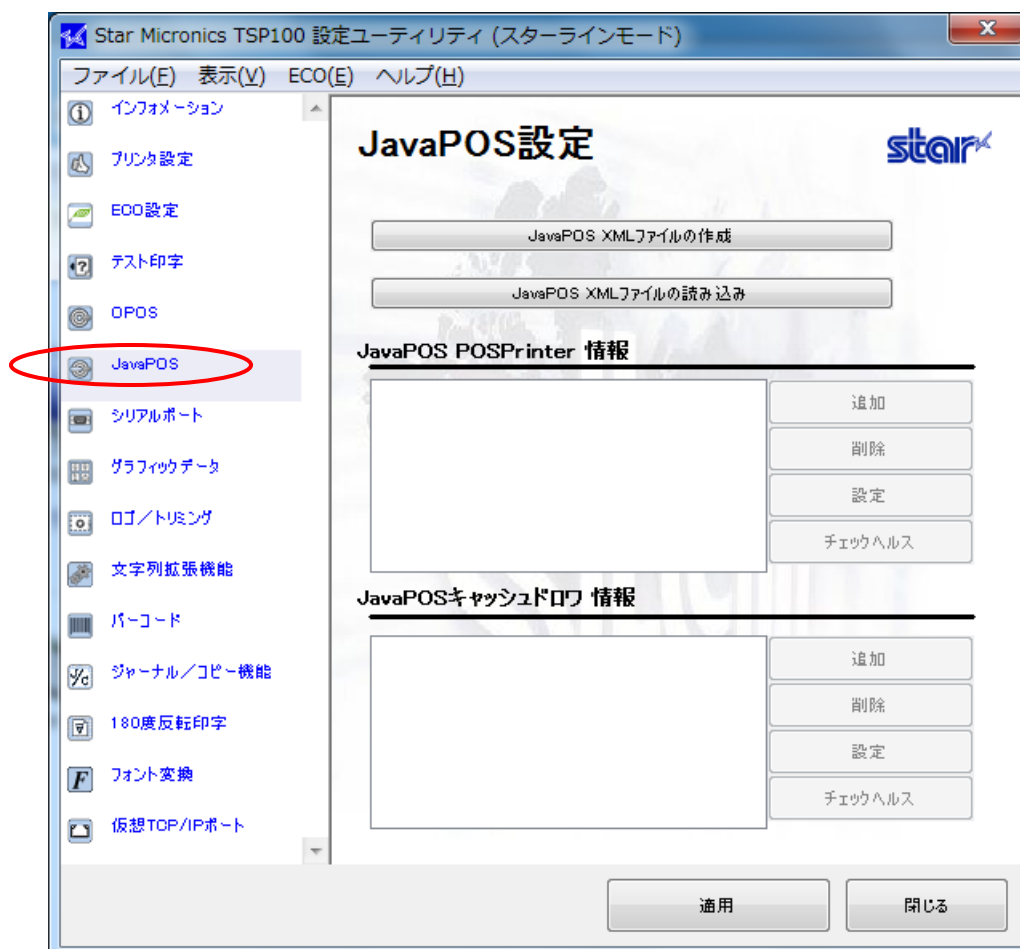 Star Micronics TSP100 設定ユーティリティ (スターラインモード)
ファイル(F) 表示(V) ECO(E) ヘルプ(H)
インフォメーション
プリンタ設定
ECO設定
テスト印字
OPOS
JavaPOS
シリアルポート
グラフィックデータ
ロゴ/トリミング
文字列拡張機能
バーコード
ジャーナル/コピー機能
180度反転印字
フォント変換
仮想TCP/IPポート
JavaPOS設定
star
JavaPOS XMLファイルの作成
JavaPOS XMLファイルの読み込み
JavaPOS POSPrinter 情報
追加
削除
設定
チェックヘルス
JavaPOSキャッシュドロワ 情報
追加
削除
設定
チェックヘルス
適用
閉じる